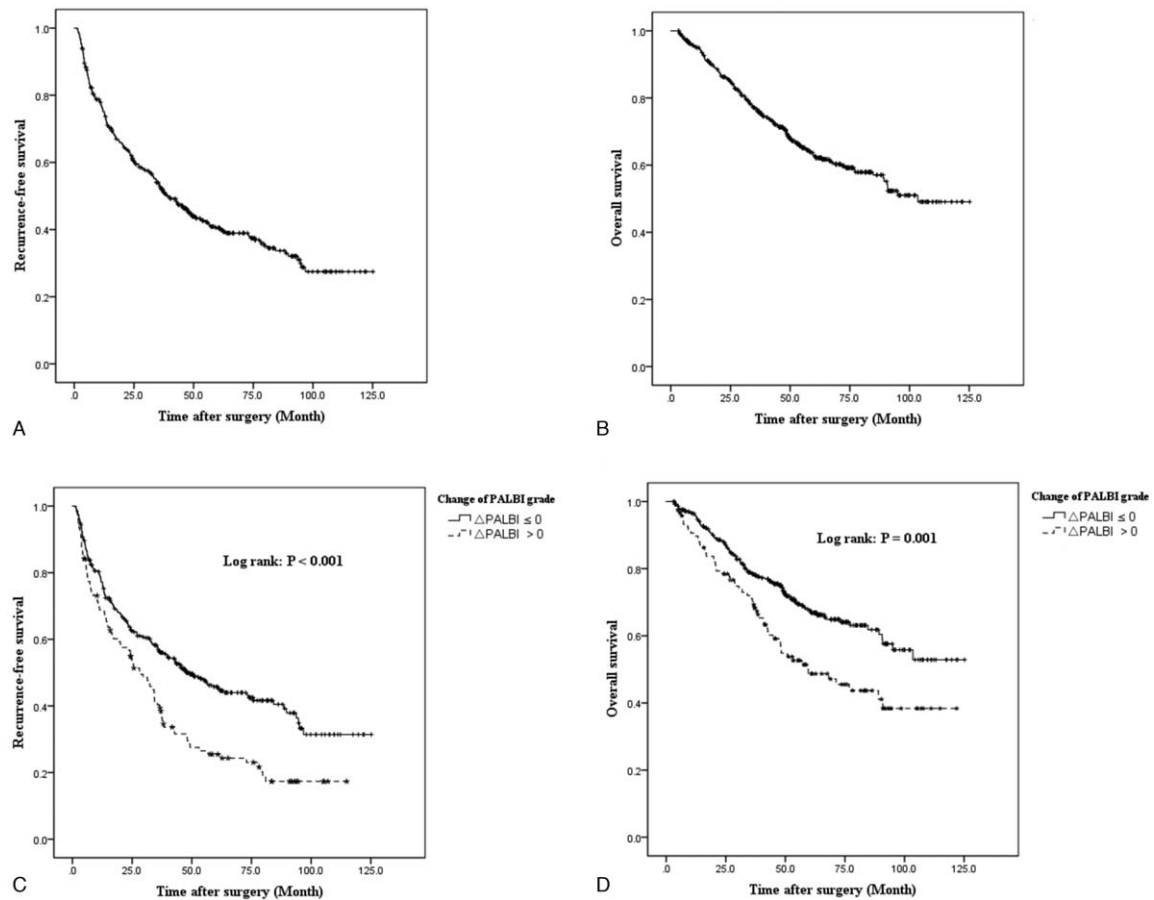 1.0
0.8
0.6
0.4
0.2
0.0
Recurrence-free survival
.0 25.0 50.0 75.0 100.0 125.0
Time after surgery (Month)
A
1.0
0.8
0.6
0.4
0.2
0.0
Overall survival
.0 25.0 50.0 75.0 100.0 125.0
Time after surgery (Month)
B
1.0
0.8
0.6
0.4
0.2
0.0
Recurrence-free survival
Log rank: P < 0.001
Change of PALBI grade
△PALBI ≤ 0
△PALBI > 0
.0 25.0 50.0 75.0 100.0 125.0
Time after surgery (Month)
C
1.0
0.8
0.6
0.4
0.2
0.0
Overall survival
Log rank: P = 0.001
Change of PALBI grade
△PALBI ≤ 0
△PALBI > 0
.0 25.0 50.0 75.0 100.0 125.0
Time after surgery (Month)
D